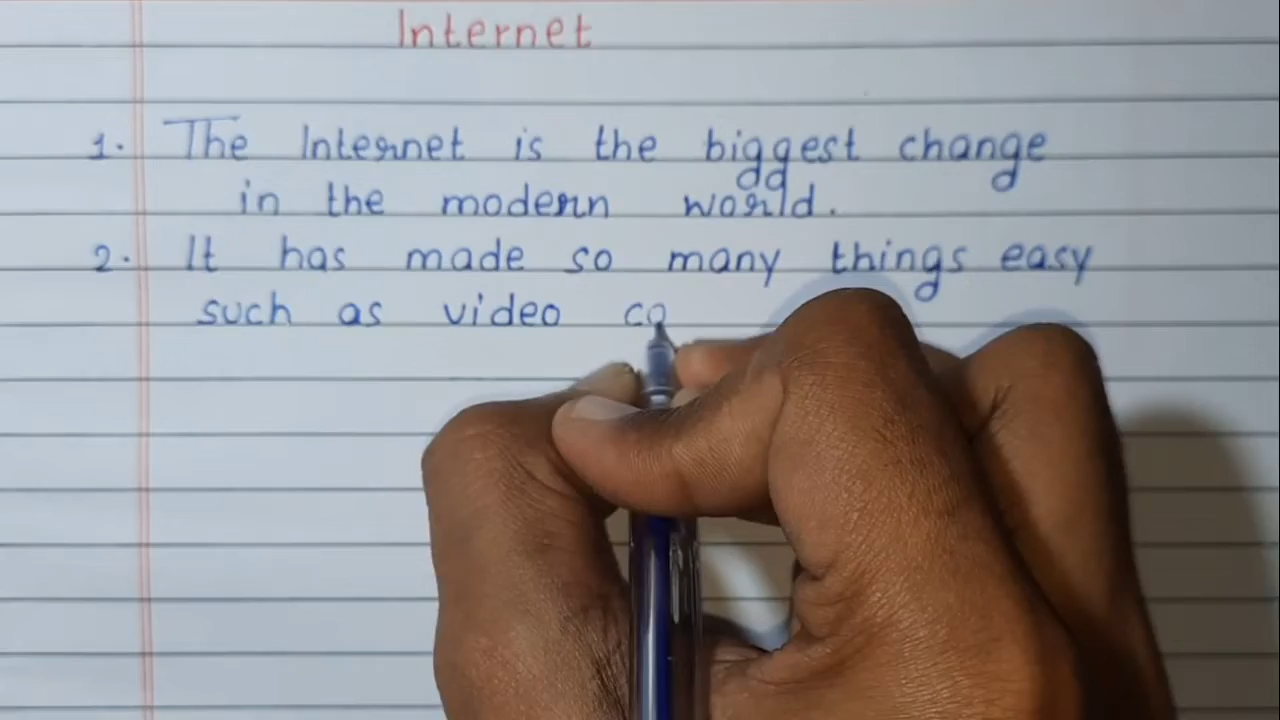 Internet
1. The Internet is the biggest change
in the modern world.
2. It has made so many things easy
such as video